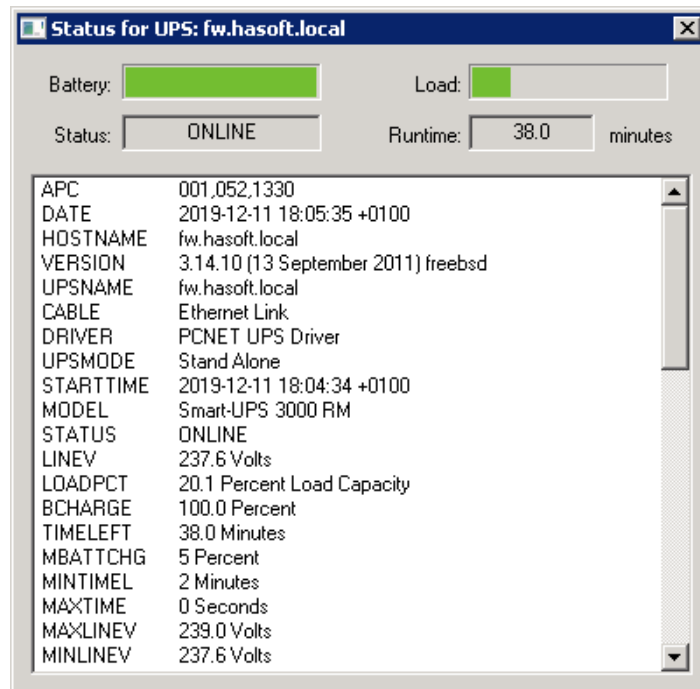 Status for UPS: fw.hasoft.local
Battery: Load:
Status: ONLINE Runtime: 38.0 minutes
APC 001,052,1330
DATE 2019-12-11 18:05:35 +0100
HOSTNAME fw.hasoft.local
VERSION 3.14.10 (13 September 2011) freebsd
UPSNAME fw.hasoft.local
CABLE Ethernet Link
DRIVER PCNET UPS Driver
UPSMODE Stand Alone
STARTTIME 2019-12-11 18:04:34 +0100
MODEL Smart-UPS 3000 RM
STATUS ONLINE
LINEV 237.6 Volts
LOADPCT 20.1 Percent Load Capacity
BCHARGE 100.0 Percent
TIMELEFT 38.0 Minutes
MBATTCHG 5 Percent
MINTIMEL 2 Minutes
MAXTIME 0 Seconds
MAXLINEV 239.0 Volts
MINLINEV 237.6 Volts